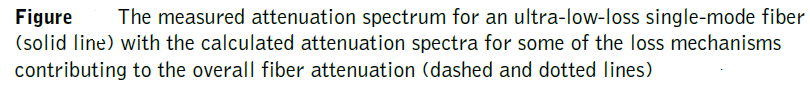 Figure The measured attenuation spectrum for an ultra-low-loss single-mode fiber
(solid line) with the calculated attenuation spectra for some of the loss mechanisms
contributing to the overall fiber attenuation (dashed and dotted lines)